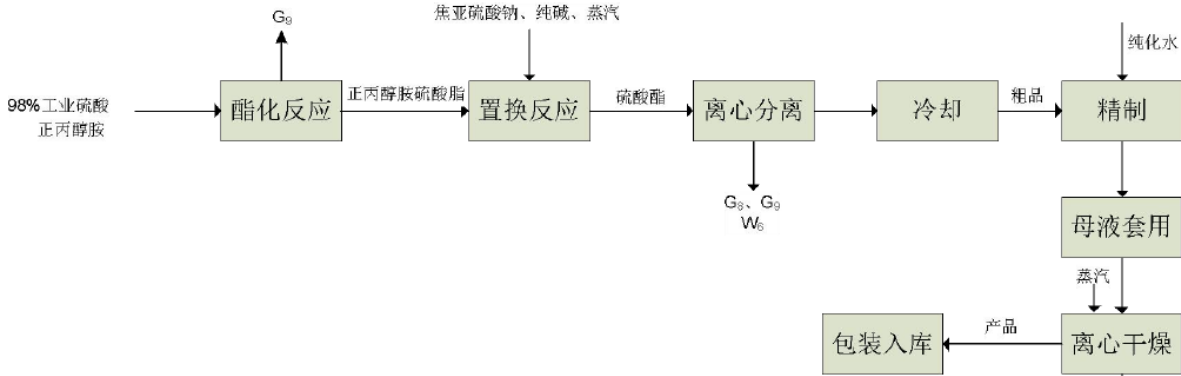 G₉
焦亚硫酸钠、纯碱、蒸汽
纯化水
98%工业硫酸
正丙醇胺
酯化反应
正丙醇胺硫酸脂
置换反应
硫酸酯
离心分离
冷却
粗品
精制
G₈、G₉
W₆
母液套用
蒸汽
包装入库
产品
离心干燥